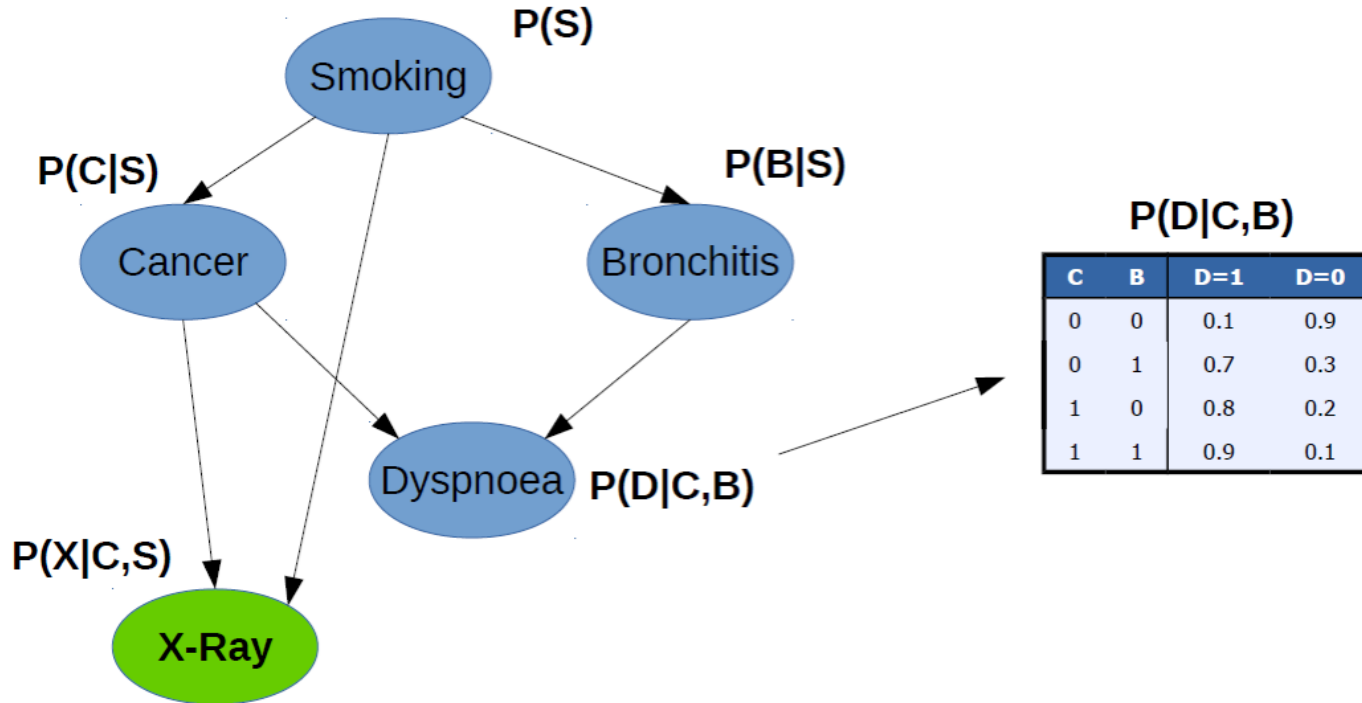 P(S)
Smoking
P(C|S)
P(B|S)
Cancer
Bronchitis
P(D|C,B)
C B D=1 D=0
0 0 0.1 0.9
0 1 0.7 0.3
1 0 0.8 0.2
1 1 0.9 0.1
Dyspnoea
P(D|C,B)
P(X|C,S)
X-Ray